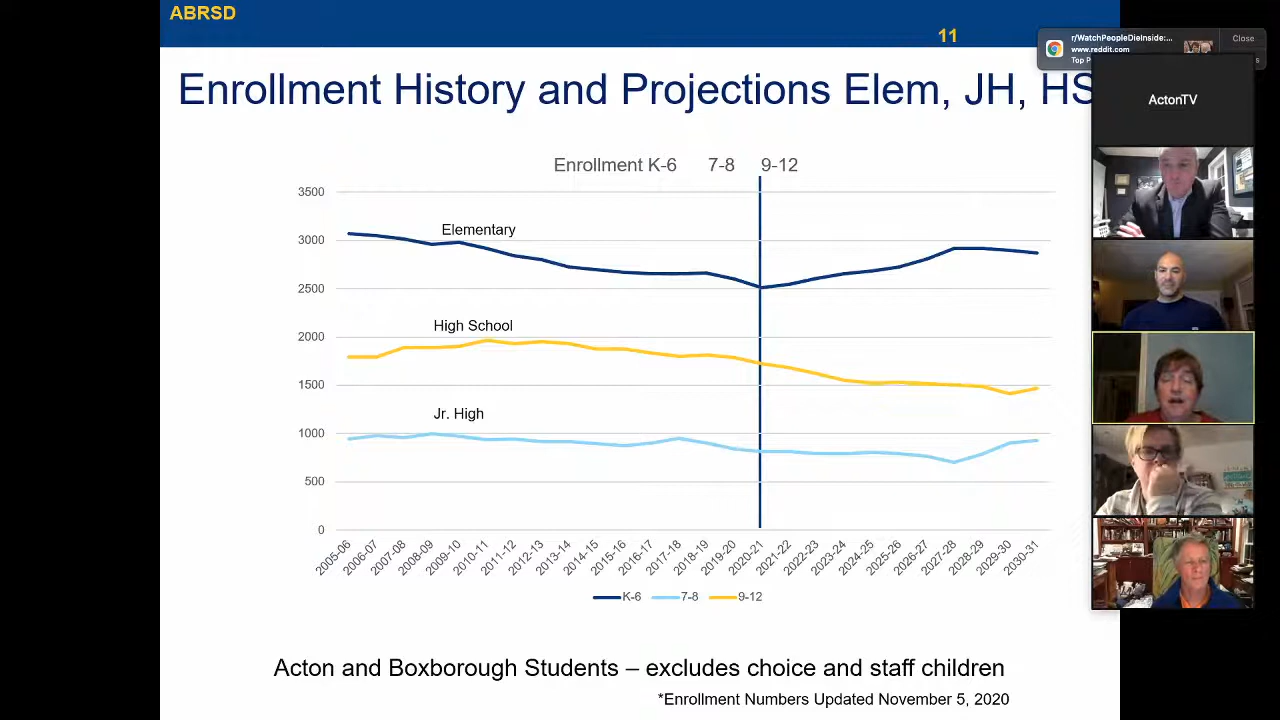 ABRSD
11
Enrollment History and Projections Elem, JH, HS
Enrollment K-6 7-8 9-12
3500
3000
2500
2000
1500
1000
500
0
Elementary
High School
Jr. High
2005-06
2006-07
2007-08
2008-09
2009-10
2010-11
2011-12
2012-13
2013-14
2014-15
2015-16
2016-17
2017-18
2018-19
2019-20
2020-21
2021-22
2022-23
2023-24
2024-25
2025-26
2026-27
2027-28
2028-29
2029-30
2030-31
K-6 7-8 9-12
Acton and Boxborough Students – excludes choice and staff children
*Enrollment Numbers Updated November 5, 2020
r/WatchPeopleDieInside:...
www.reddit.com
Top P
Close
s
ActonTV